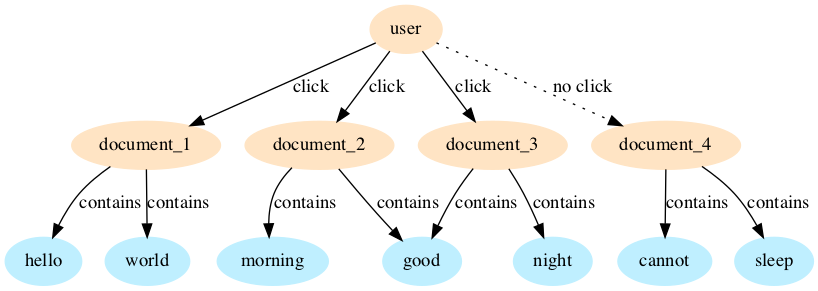 user
click
click
click
no click
document_1
document_2
document_3
document_4
contains
contains
contains
contains
contains
contains
contains
contains
hello
world
morning
good
night
cannot
sleep